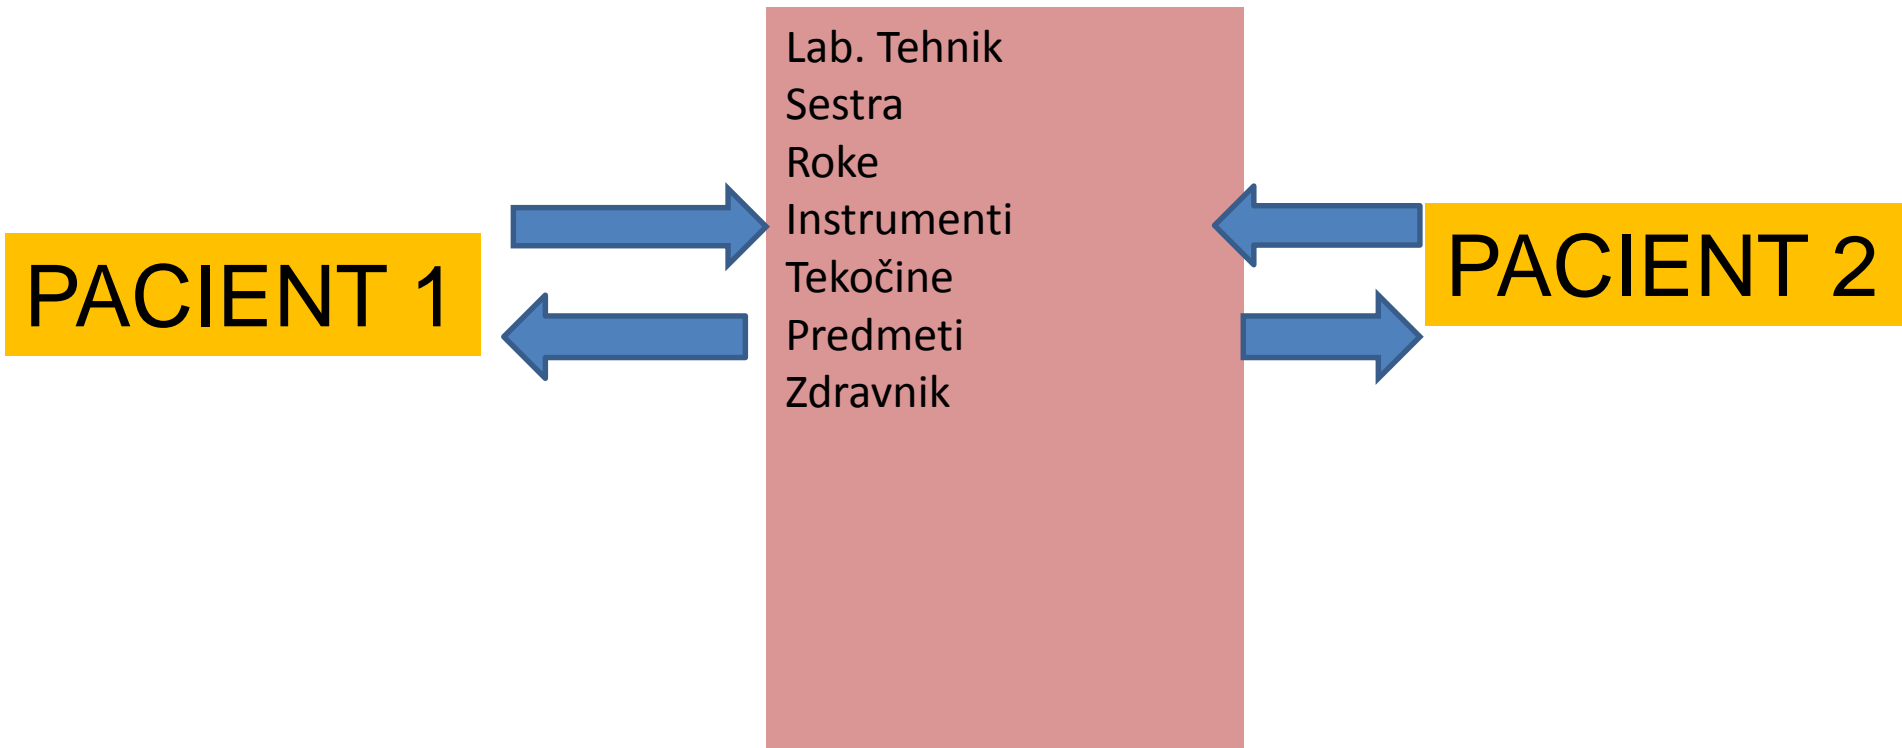 PACIENT 1
Lab. Tehnik
Sestra
Roke
Instrumenti
Tekočine
Predmeti
Zdravnik
PACIENT 2